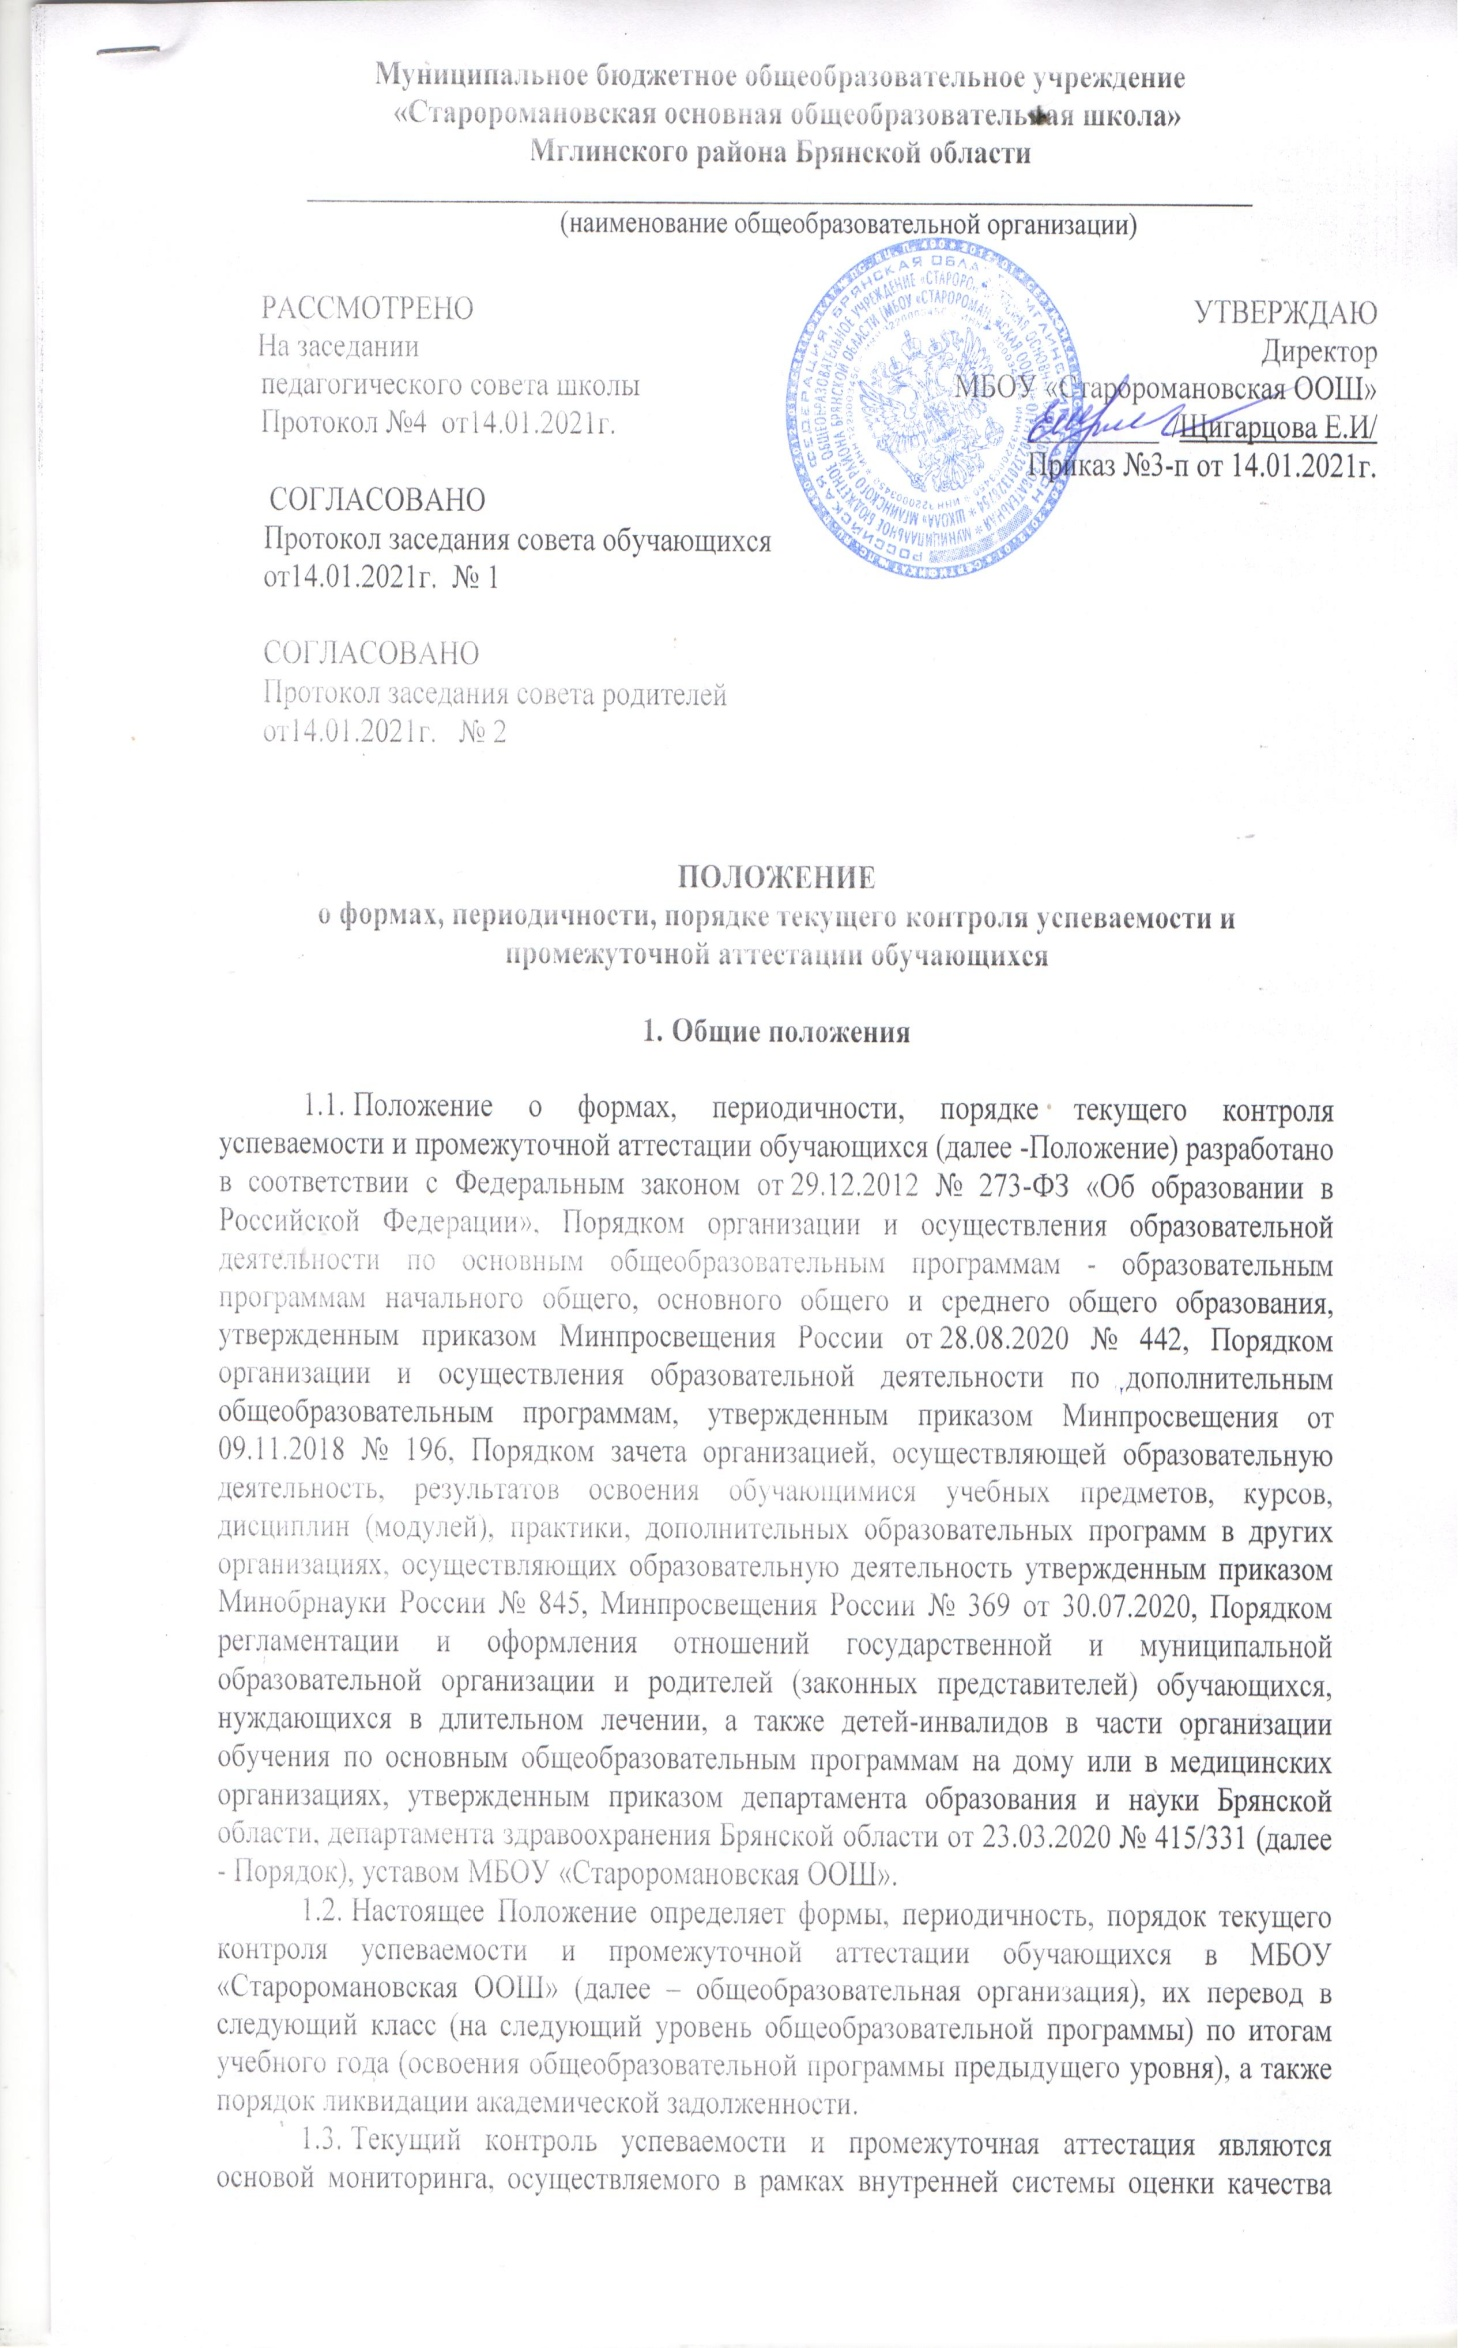 Муниципальное бюджетное общеобразовательное учреждение
«Староромановская основная общеобразовательная школа»
Мглинского района Брянской области
(наименование общеобразовательной организации)
РАССМОТРЕНО
На заседании
педагогического совета школы
Протокол №4 от14.01.2021г.
УТВЕРЖДАЮ
Директор
МБОУ «Староромановская ООШ»
/Щигарцова Е.И/
Приказ №3-п от 14.01.2021г.
СОГЛАСОВАНО
Протокол заседания совета обучающихся
от14.01.2021г. № 1
СОГЛАСОВАНО
Протокол заседания совета родителей
от14.01.2021г. № 2
ПОЛОЖЕНИЕ
о формах, периодичности, порядке текущего контроля успеваемости и
промежуточной аттестации обучающихся
1. Общие положения
1.1. Положение о формах, периодичности, порядке текущего контроля
успеваемости и промежуточной аттестации обучающихся (далее -Положение) разработано
в соответствии с Федеральным законом от 29.12.2012 № 273-ФЗ «Об образовании в
Российской Федерации», Порядком организации и осуществления образовательной
деятельности по основным общеобразовательным программам - образовательным
программам начального общего, основного общего и среднего общего образования,
утвержденным приказом Минпросвещения России от 28.08.2020 № 442, Порядком
организации и осуществления образовательной деятельности по дополнительным
общеобразовательным программам, утвержденным приказом Минпросвещения от
09.11.2018 № 196, Порядком зачета организацией, осуществляющей образовательную
деятельность, результатов освоения обучающимися учебных предметов, курсов,
дисциплин (модулей), практики, дополнительных образовательных программ в других
организациях, осуществляющих образовательную деятельность утвержденным приказом
Минобрнауки России № 845, Минпросвещения России № 369 от 30.07.2020, Порядком
регламентации и оформления отношений государственной и муниципальной
образовательной организации и родителей (законных представителей) обучающихся,
нуждающихся в длительном лечении, а также детей-инвалидов в части организации
обучения по основным общеобразовательным программам на дому или в медицинских
организациях, утвержденным приказом департамента образования и науки Брянской
области, департамента здравоохранения Брянской области от 23.03.2020 № 415/331 (далее
- Порядок), уставом МБОУ «Староромановская ООШ».
1.2. Настоящее Положение определяет формы, периодичность, порядок текущего
контроля успеваемости и промежуточной аттестации обучающихся в МБОУ
«Староромановская ООШ» (далее – общеобразовательная организация), их перевод в
следующий класс (на следующий уровень общеобразовательной программы) по итогам
учебного года (освоения общеобразовательной программы предыдущего уровня), а также
порядок ликвидации академической задолженности.
1.3. Текущий контроль успеваемости и промежуточная аттестация являются
основой мониторинга, осуществляемого в рамках внутренней системы оценки качества